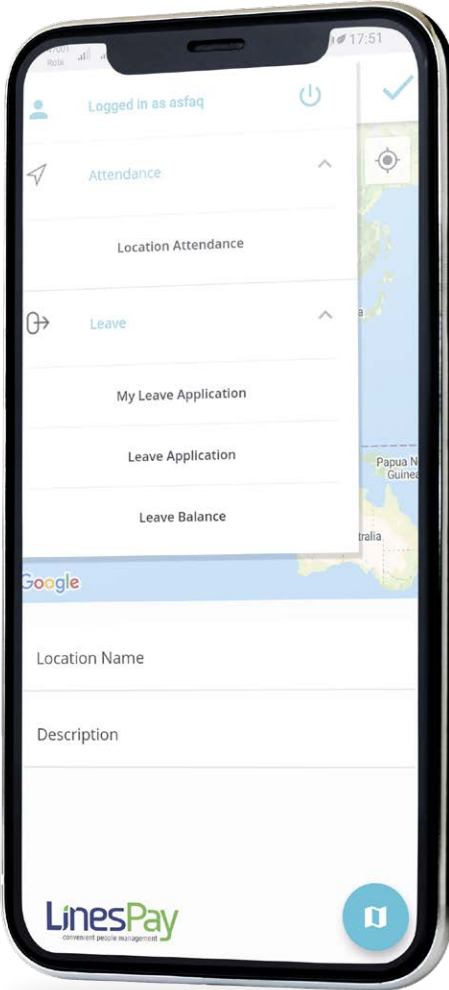 Robi
17:51
Logged in as asfaq
Attendance
Location Attendance
Leave
My Leave Application
Leave Application
Papua N
Guinea
Leave Balance
tralia
Google
Location Name
Description
LinesPay
convenient people management